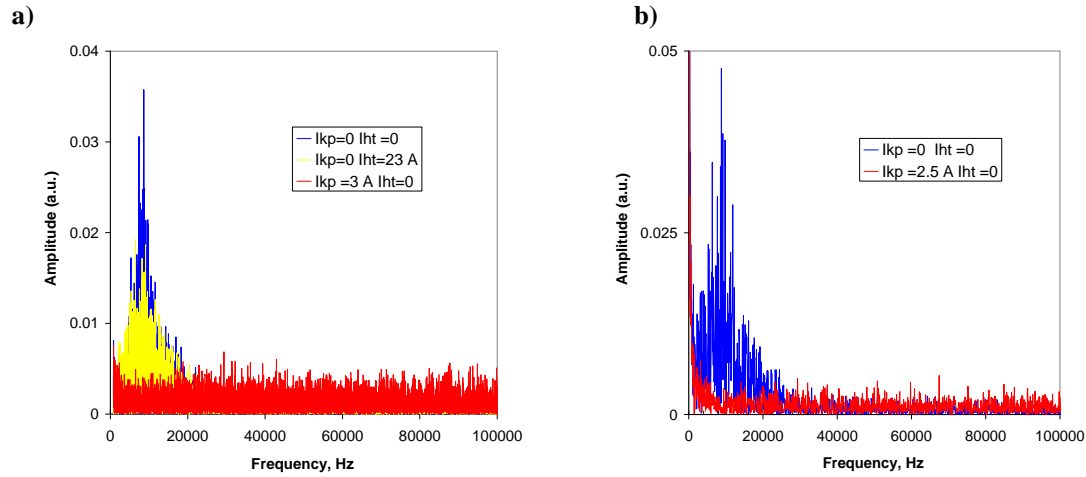 a)
0.04
0.03
0.02
0.01
0
Amplitude (a.u.)
Ikp=0 Iht =0
Ikp=0 Iht=23 A
Ikp =3 A Iht=0
0 20000 40000 60000 80000 100000
Frequency, Hz
b)
0.05
0.025
0
Amplitude (a.u.)
Ikp =0 Iht =0
Ikp =2.5 A Iht =0
0 20000 40000 60000 80000 100000
Frequency, Hz